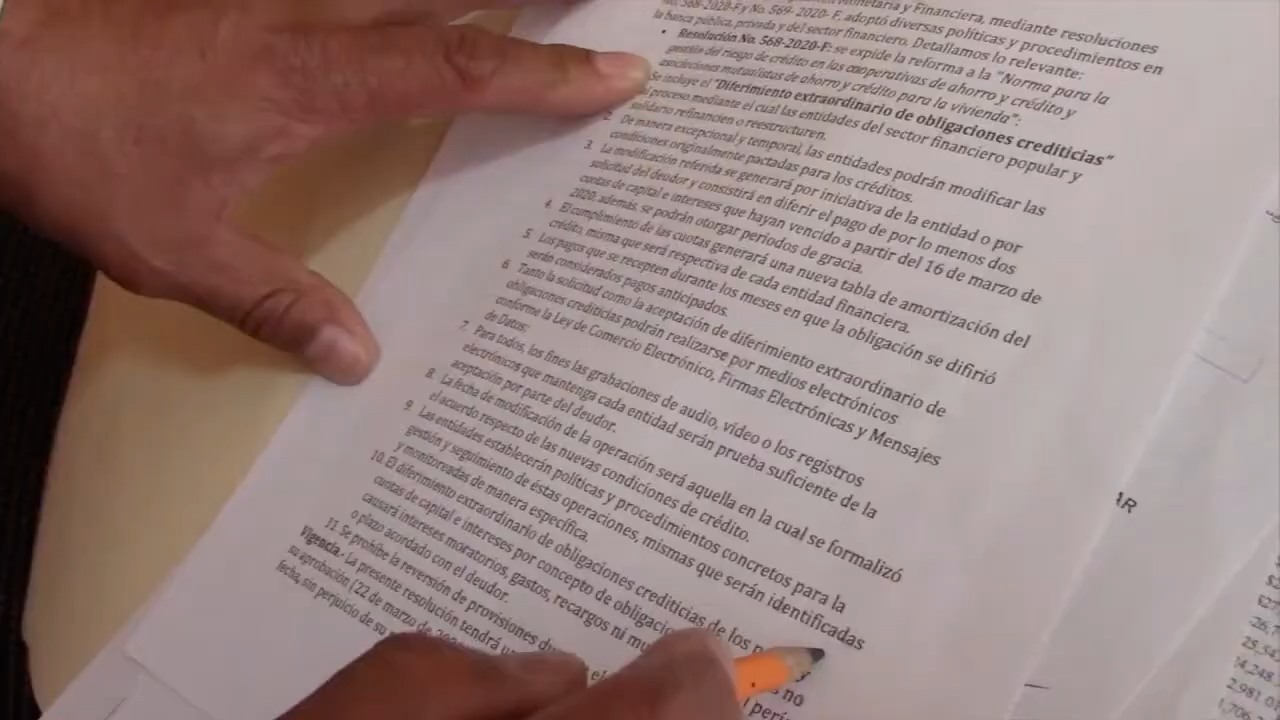 Monetaria y Financiera, mediante resoluciones
No. 568-2020-F y No. 569-2020-F, adoptó diversas políticas y procedimientos en
la banca pública, privada y del sector financiero. Detallamos lo relevante:
• Resolución No. 568-2020-F: se expide la reforma a la "Norma para la
gestión del riesgo de crédito en las cooperativas de ahorro y crédito y
asociaciones mutualistas de ahorro y crédito para la vivienda":
Se incluye el "Diferimiento extraordinario de obligaciones crediticias"
proceso mediante el cual las entidades del sector financiero popular y
solidario refinancien o reestructuren.
2. De manera excepcional y temporal, las entidades podrán modificar las
condiciones originalmente pactadas para los créditos.
3. La modificación referida se generará por iniciativa de la entidad o por
solicitud del deudor y consistirá en diferir el pago de por lo menos dos
cuotas de capital e intereses que hayan vencido a partir del 16 de marzo de
2020, además, se podrán otorgar periodos de gracia.
4. El cumplimiento de las cuotas generará una nueva tabla de amortización del
crédito, misma que será respectiva de cada entidad financiera.
5. Los pagos que se recepten durante los meses en que la obligación se difirió
serán considerados pagos anticipados.
6. Tanto la solicitud como la aceptación de diferimiento extraordinario de
obligaciones crediticias podrán realizarse por medios electrónicos
conforme la Ley de Comercio Electrónico, Firmas Electrónicas y Mensajes
de Datos;
7. Para todos, los fines las grabaciones de audio, video o los registros
electrónicos que mantenga cada entidad serán prueba suficiente de la
aceptación por parte del deudor.
8. La fecha de modificación de la operación será aquella en la cual se formalizó
el acuerdo respecto de las nuevas condiciones de crédito.
9. Las entidades establecerán políticas y procedimientos concretos para la
gestión y seguimiento de éstas operaciones, mismas que serán identificadas
y monitoreadas de manera específica.
10. El diferimiento extraordinario de obligaciones crediticias de los
cuotas de capital e intereses por concepto de no
causará intereses moratorios, gastos, recargos ni
o plazo acordado con el deudor.
11. Se prohíbe la reversión de provisiones
Vigencia.- La presente resolución tendrá
su aprobación (22 de marzo de
fecha, sin perjuicio de su
AR
25,54
14,248
2,981.01
1,706